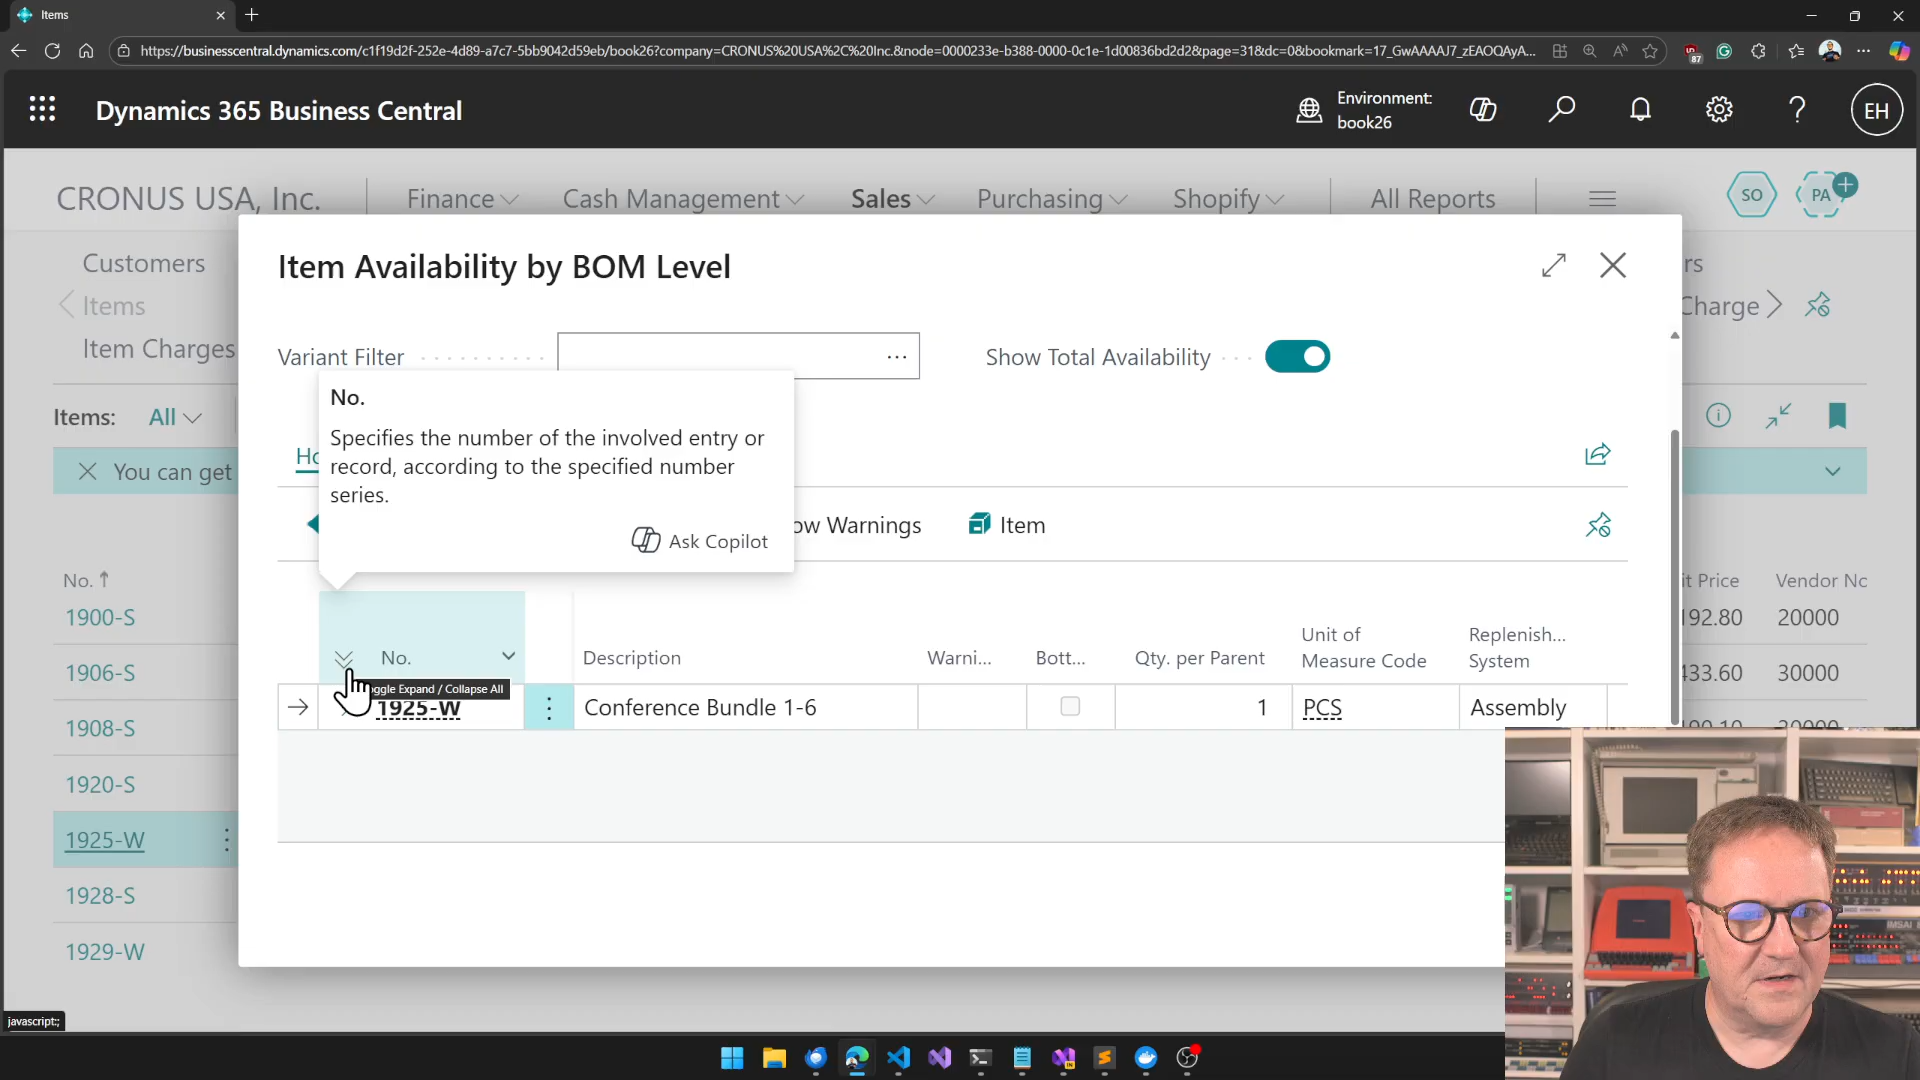 Items
https://businesscentral.dynamics.com/c1f19d2f-252e-4d89-a7c7-5bb9042d59eb/book26?company=CRONUS%20USA%2C%20Inc.&node=0000233e-b388-0000-0c1e-1d00836bd2d2&page=31&dc=0&bookmark=17_GwAAAAJ7_zEAOQAyA...
87
Dynamics 365 Business Central
Environment:
book26
EH
CRONUS USA, Inc.
Finance
Cash Management
Sales
Purchasing
Shopify
All Reports
SO
PA
Customers
Items
Item Charges
rs
Charge
Items:
All
You can get
No.
1900-S
1906-S
1908-S
1920-S
1925-W
1928-S
1929-W
it Price
Vendor Nc
192.80
20000
433.60
30000
Item Availability by BOM Level
Variant Filter
Show Total Availability
No.
Specifies the number of the involved entry or
record, according to the specified number
series.
Ask Copilot
Ho
ow Warnings
Item
No.
Description
Warni...
Bott...
Qty. per Parent
Unit of
Measure Code
Replenish...
System
oggle Expand / Collapse All
1925-W
Conference Bundle 1-6
1
PCS
Assembly
javascript:;
IMSAI